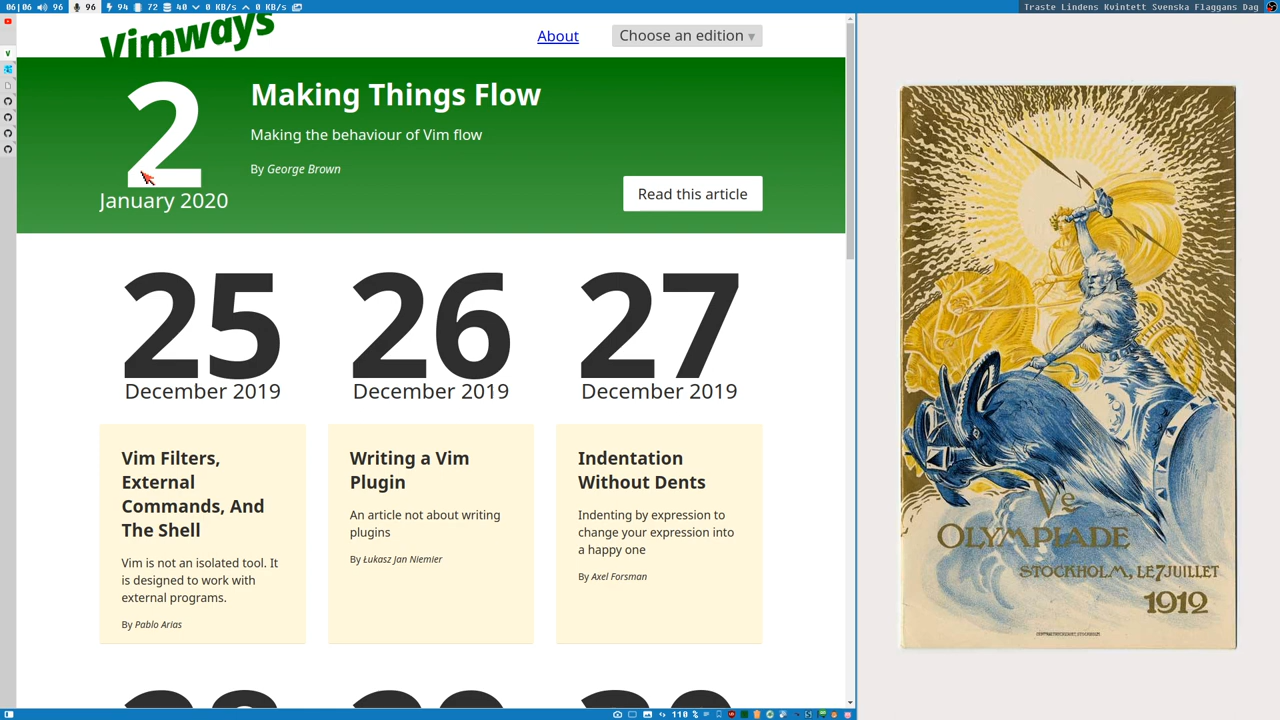 06|06 96 96 94 72 40 0 KB/s 0 KB/s
Traste Lindens Kvintett Svenska Flaggans Dag
Vimways
About
Choose an edition ▾
2
January 2020
Making Things Flow
Making the behaviour of Vim flow
By George Brown
Read this article
25
December 2019
26
December 2019
27
December 2019
Vim Filters,
External
Commands, And
The Shell
Vim is not an isolated tool. It
is designed to work with
external programs.
By Pablo Arias
Writing a Vim
Plugin
An article not about writing
plugins
By Łukasz Jan Niemier
Indentation
Without Dents
Indenting by expression to
change your expression into
a happy one
By Axel Forsman
Ve
OLYMPIADE
STOCKHOLM, LE 7 JUILLET
1912
110 %